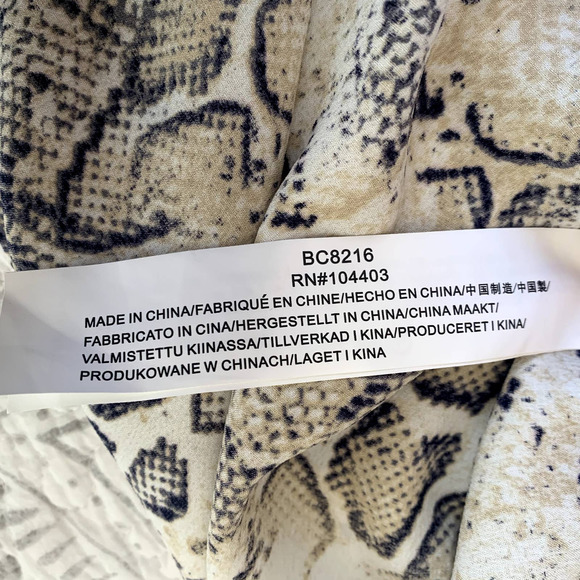 BC8216
RN#104403
MADE IN CHINA/FABRIQUÉ EN CHINE/HECHO EN CHINA/中国制造/中國製/
FABBRICATO IN CINA/HERGESTELLT IN CHINA/CHINA MAAKT/
VALMISTETTU KIINASSA/TILLVERKAD I KINA/PRODUCERET I KINA/
PRODUKOWANE W CHINACH/LAGET I KINA